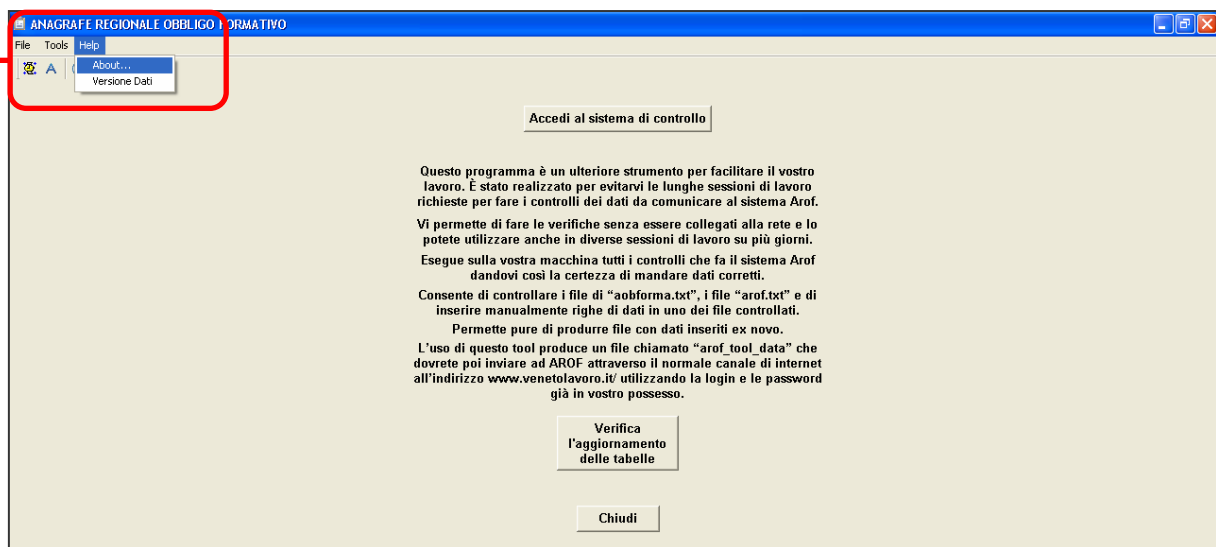 ANAGRAFE REGIONALE OBBLIGO FORMATIVO
File Tools Help
About...
Versione Dati
A
Accedi al sistema di controllo
Questo programma è un ulteriore strumento per facilitare il vostro
lavoro. È stato realizzato per evitarvi le lunghe sessioni di lavoro
richieste per fare i controlli dei dati da comunicare al sistema Arof.
Vi permette di fare le verifiche senza essere collegati alla rete e lo
potete utilizzare anche in diverse sessioni di lavoro su più giorni.
Esegue sulla vostra macchina tutti i controlli che fa il sistema Arof
dandovi così la certezza di mandare dati corretti.
Consente di controllare i file di “aobforma.txt”, i file “arof.txt” e di
inserire manualmente righe di dati in uno dei file controllati.
Permette pure di produrre file con dati inseriti ex novo.
L'uso di questo tool produce un file chiamato “arof_tool_data” che
dovrete poi inviare ad AROF attraverso il normale canale di internet
all'indirizzo www.venetolavoro.it/ utilizzando la login e le password
già in vostro possesso.
Verifica
l'aggiornamento
delle tabelle
Chiudi